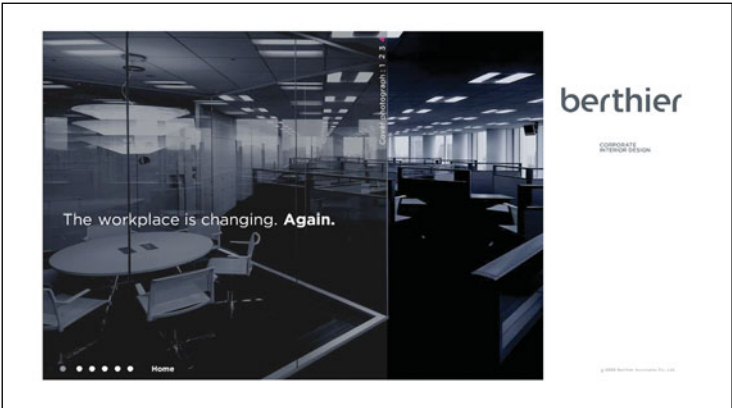 Cover photograph : 1 2 3 4
berthier
CORPORATE
INTERIOR DESIGN
The workplace is changing. Again.
Home